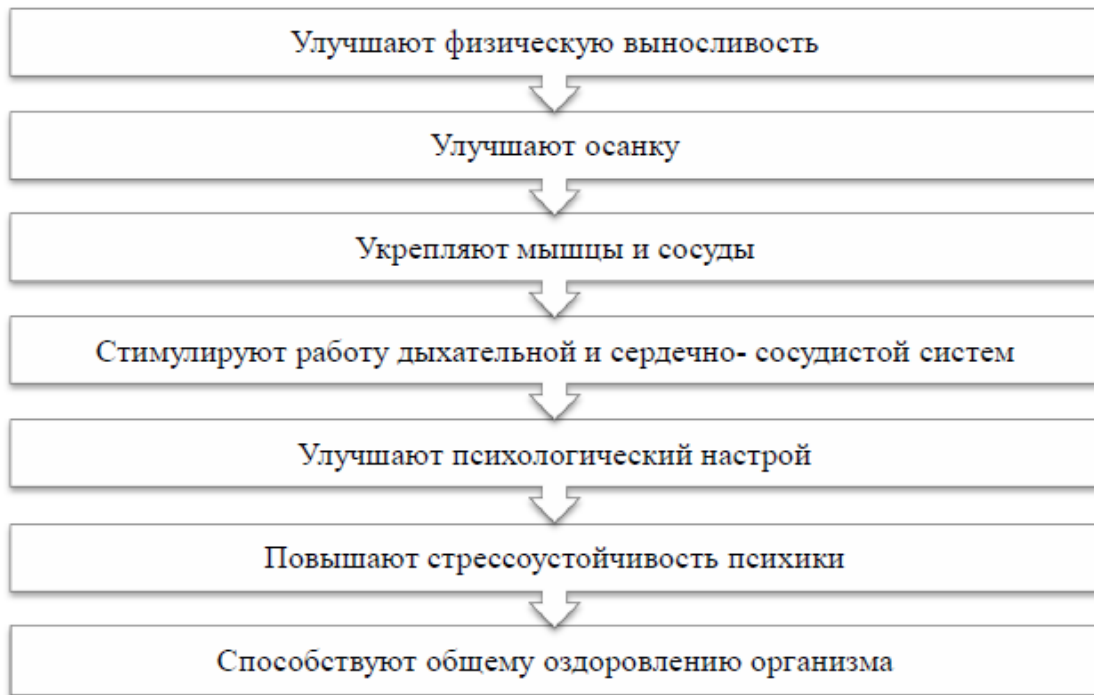 Улучшают физическую выносливость
Улучшают осанку
Укрепляют мышцы и сосуды
Стимулируют работу дыхательной и сердечно- сосудистой систем
Улучшают психологический настрой
Повышают стрессоустойчивость психики
Способствуют общему оздоровлению организма